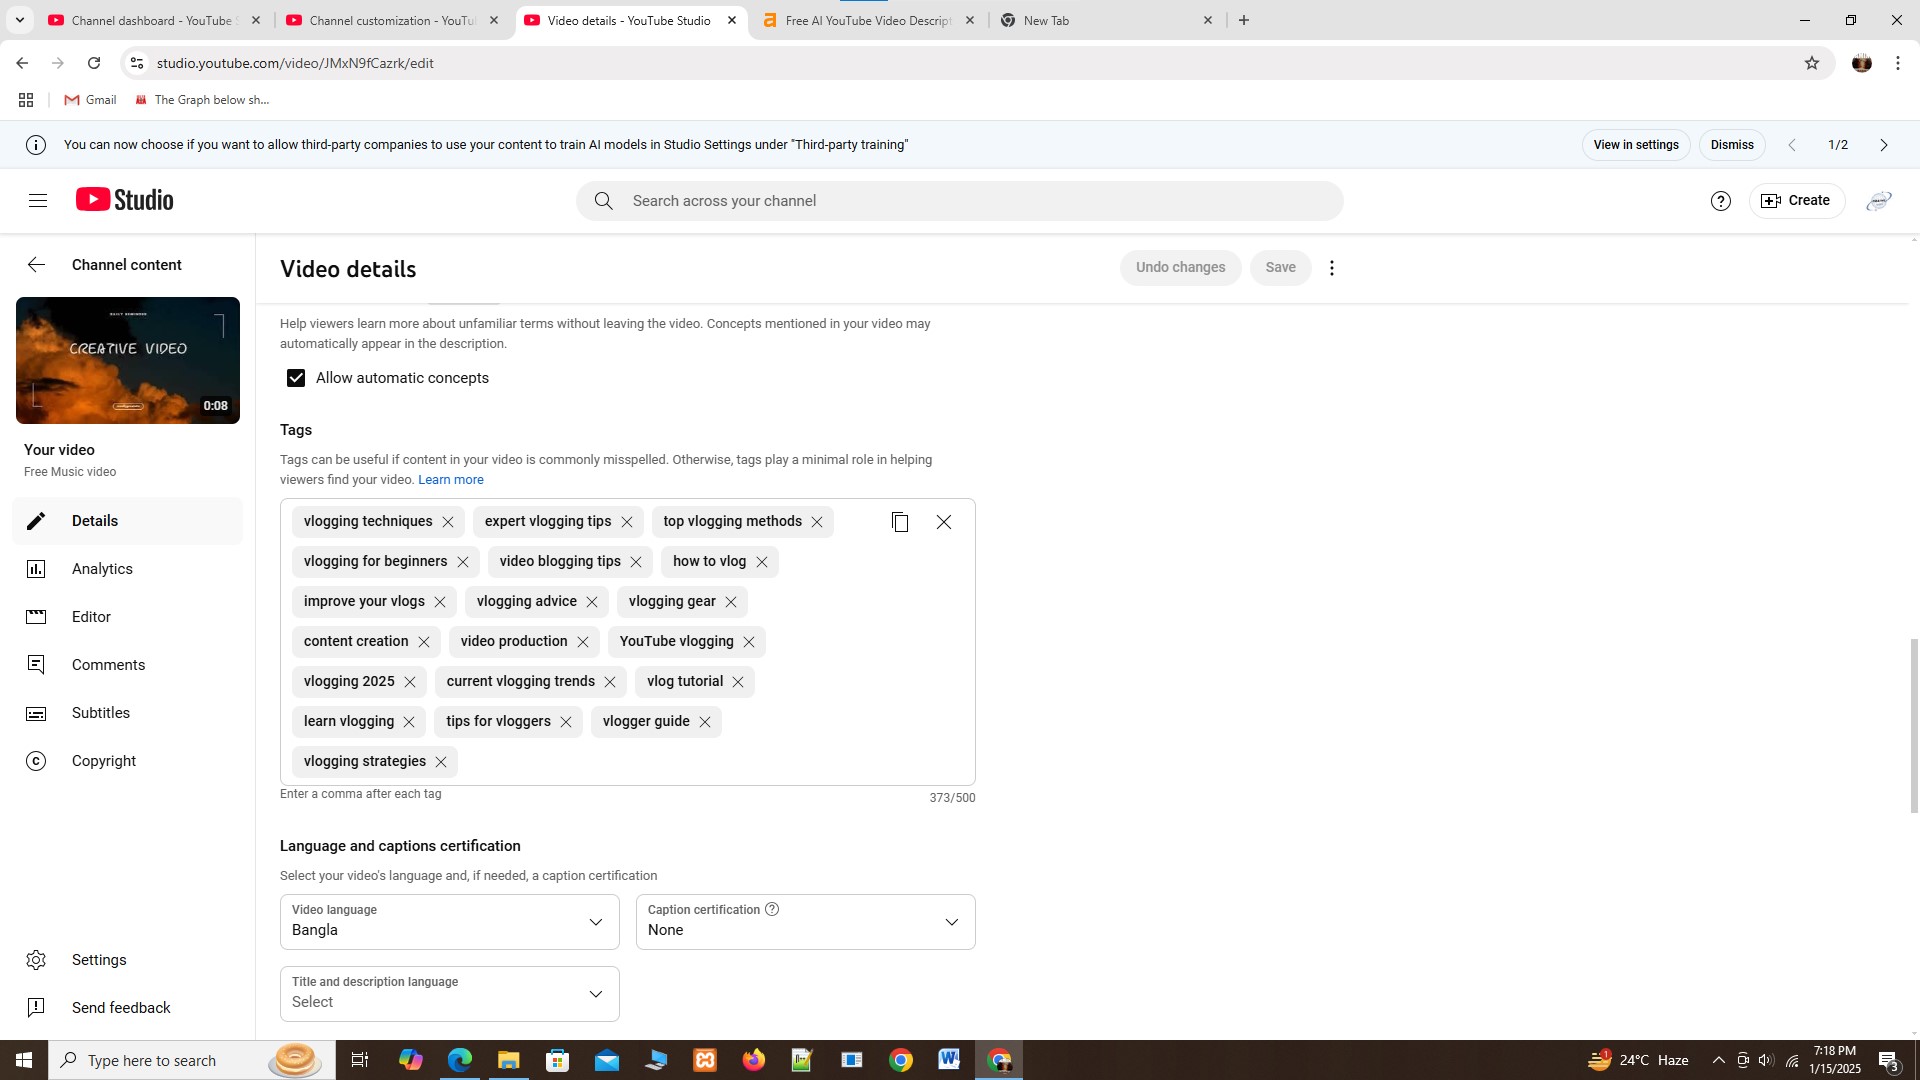 Channel dashboard - YouTube S
Channel customization - YouTu
Video details - YouTube Studio
Free AI YouTube Video Descript
New Tab
studio.youtube.com/video/JMxN9fCazrk/edit
Gmail
The Graph below sh...
You can now choose if you want to allow third-party companies to use your content to train AI models in Studio Settings under "Third-party training"
View in settings
Dismiss
1/2
Studio
Search across your channel
Create
Channel content
Video details
Undo changes
Save
CREATIVE VIDEO
0:08
Your video
Free Music video
Details
Analytics
Editor
Comments
Subtitles
Copyright
Settings
Send feedback
Help viewers learn more about unfamiliar terms without leaving the video. Concepts mentioned in your video may
automatically appear in the description.
Allow automatic concepts
Tags
Tags can be useful if content in your video is commonly misspelled. Otherwise, tags play a minimal role in helping
viewers find your video. Learn more
vlogging techniques expert vlogging tips top vlogging methods
vlogging for beginners video blogging tips how to vlog
improve your vlogs vlogging advice vlogging gear
content creation video production YouTube vlogging
vlogging 2025 current vlogging trends vlog tutorial
learn vlogging tips for vloggers vlogger guide
vlogging strategies
Enter a comma after each tag
373/500
Language and captions certification
Select your video's language and, if needed, a caption certification
Video language
Bangla
Caption certification
None
Title and description language
Select
Type here to search
1
24°C Haze
7:18 PM
1/15/2025
3